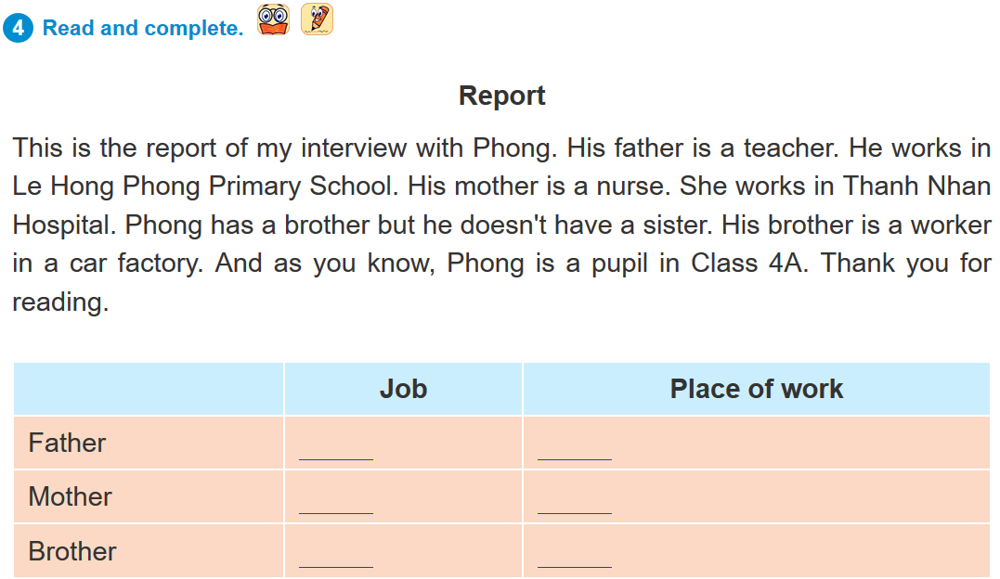 4 Read and complete.
Report
This is the report of my interview with Phong. His father is a teacher. He works in
Le Hong Phong Primary School. His mother is a nurse. She works in Thanh Nhan
Hospital. Phong has a brother but he doesn't have a sister. His brother is a worker
in a car factory. And as you know, Phong is a pupil in Class 4A. Thank you for
reading.
Job Place of work
Father ______ ______
Mother ______ ______
Brother ______ ______